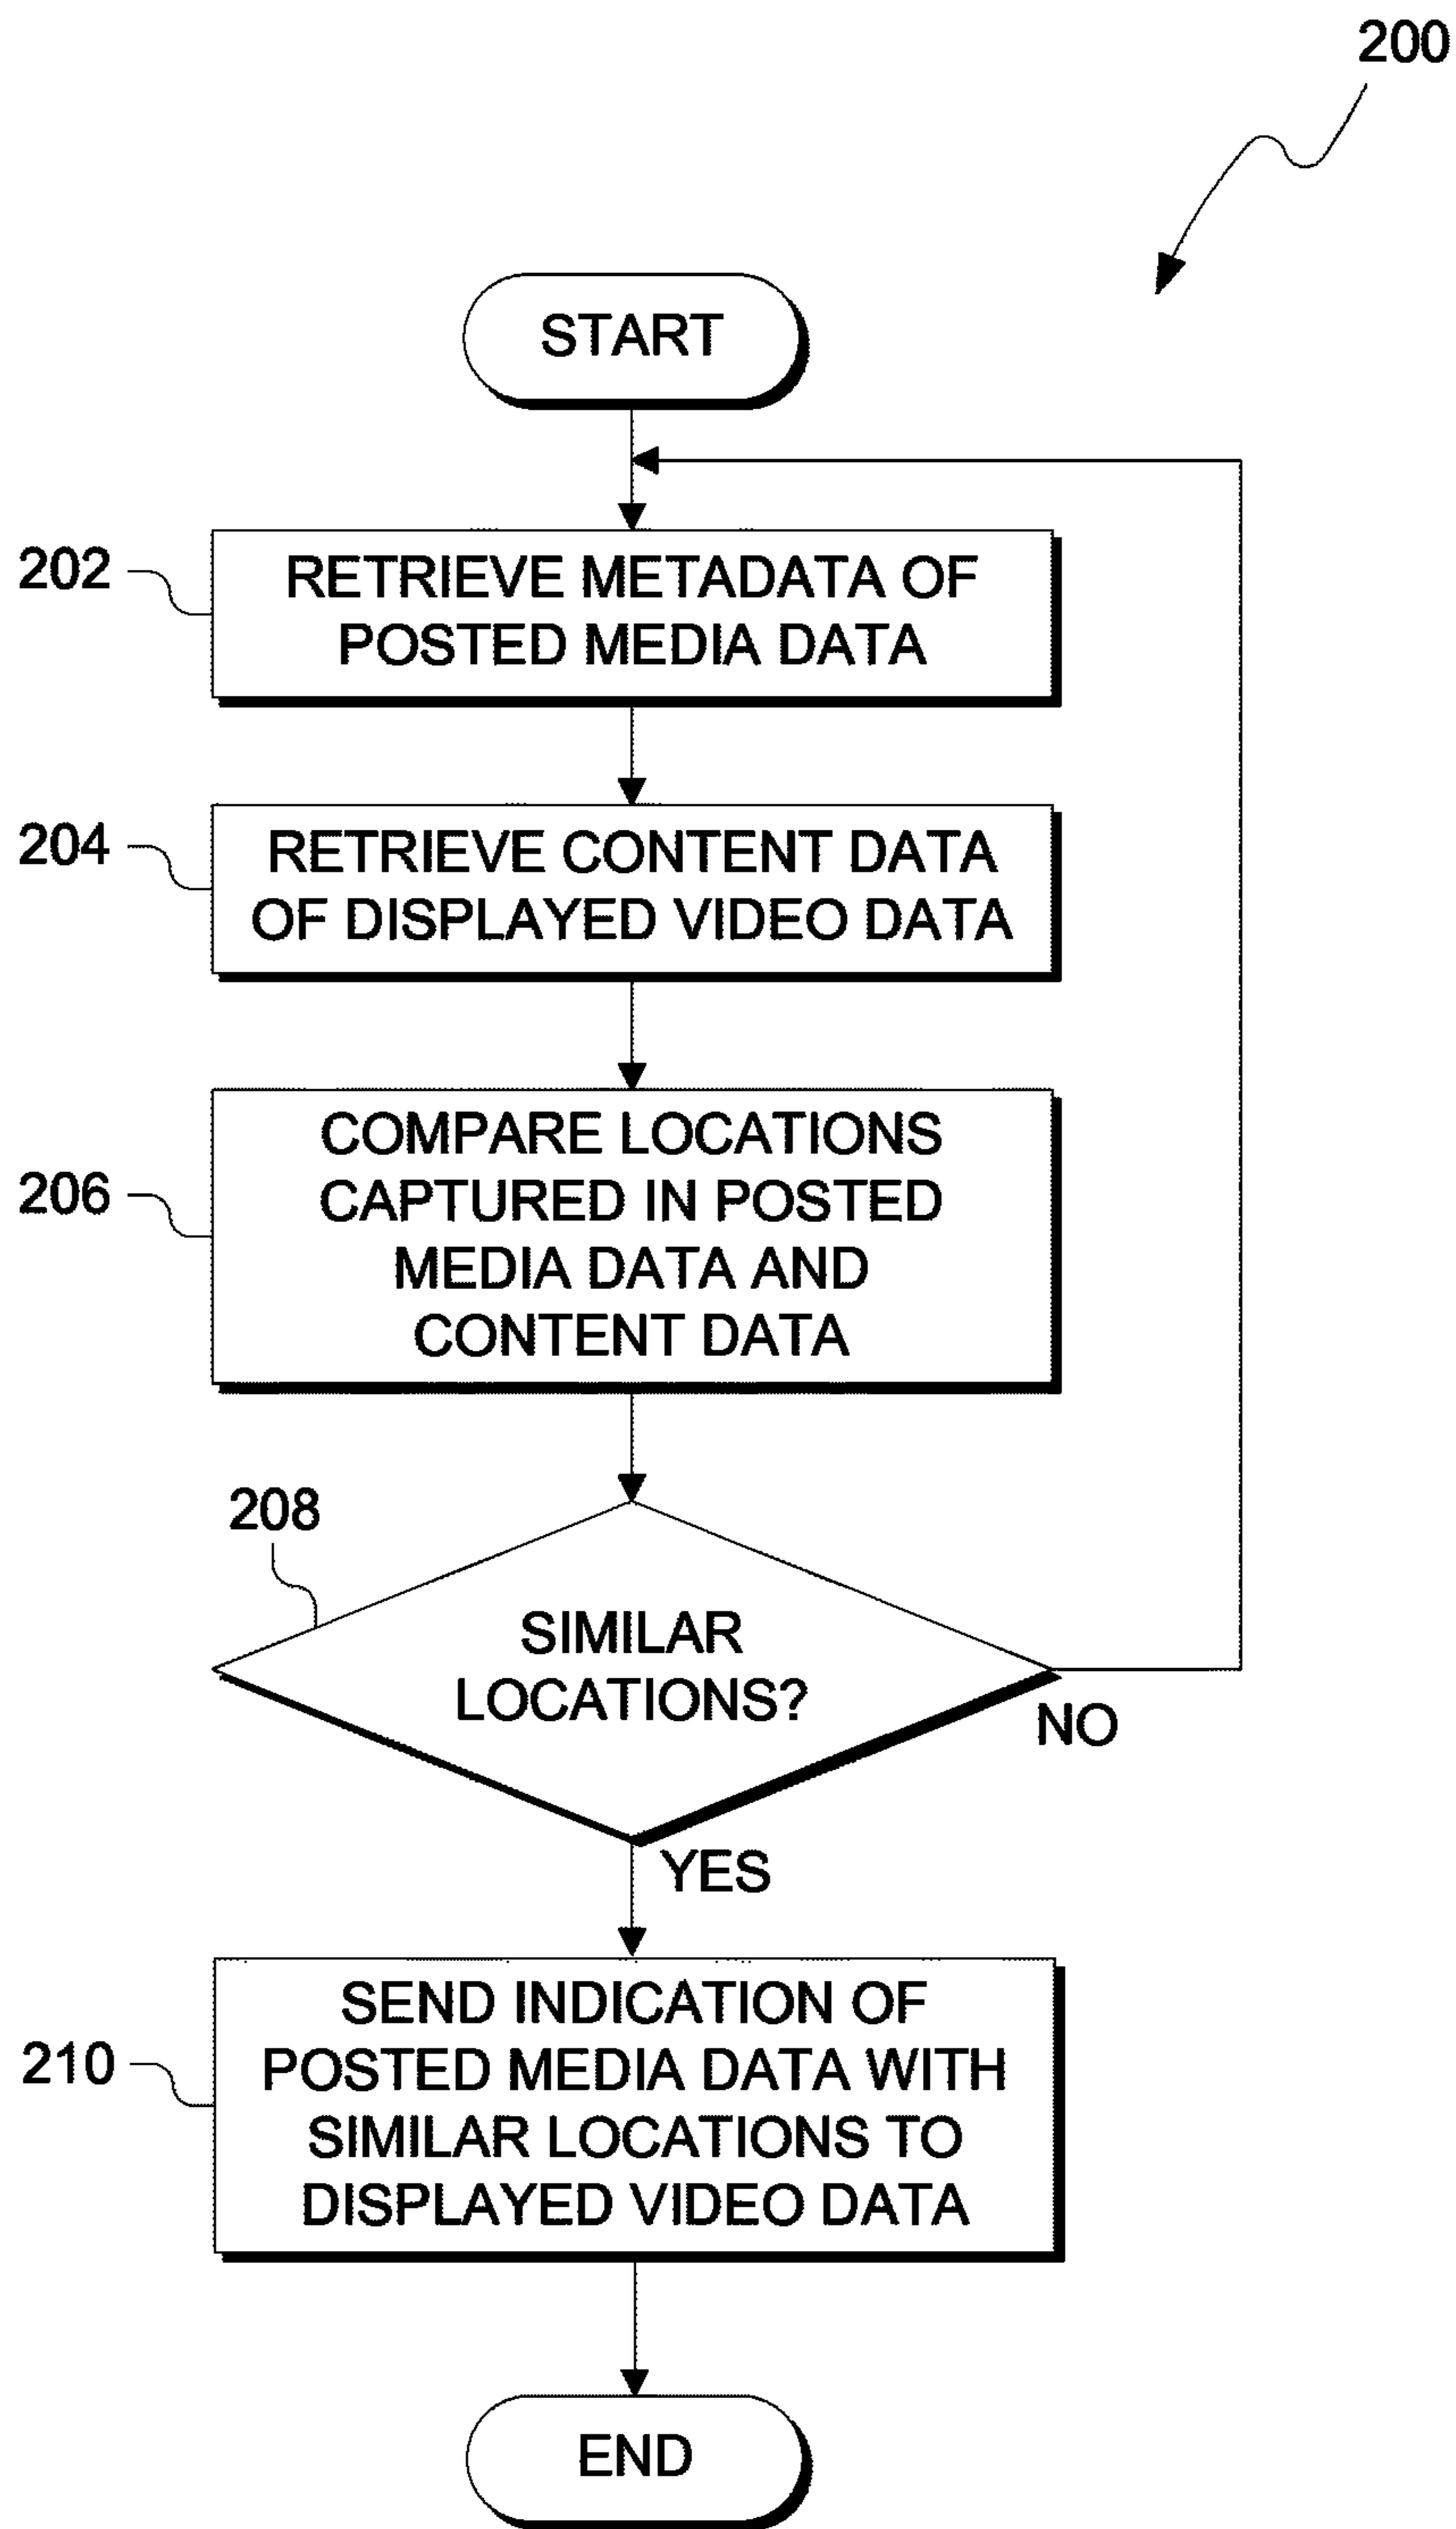 200
START
202
RETRIEVE METADATA OF
POSTED MEDIA DATA
204
RETRIEVE CONTENT DATA
OF DISPLAYED VIDEO DATA
206
COMPARE LOCATIONS
CAPTURED IN POSTED
MEDIA DATA AND
CONTENT DATA
208
SIMILAR
LOCATIONS?
NO
YES
210
SEND INDICATION OF
POSTED MEDIA DATA WITH
SIMILAR LOCATIONS TO
DISPLAYED VIDEO DATA
END